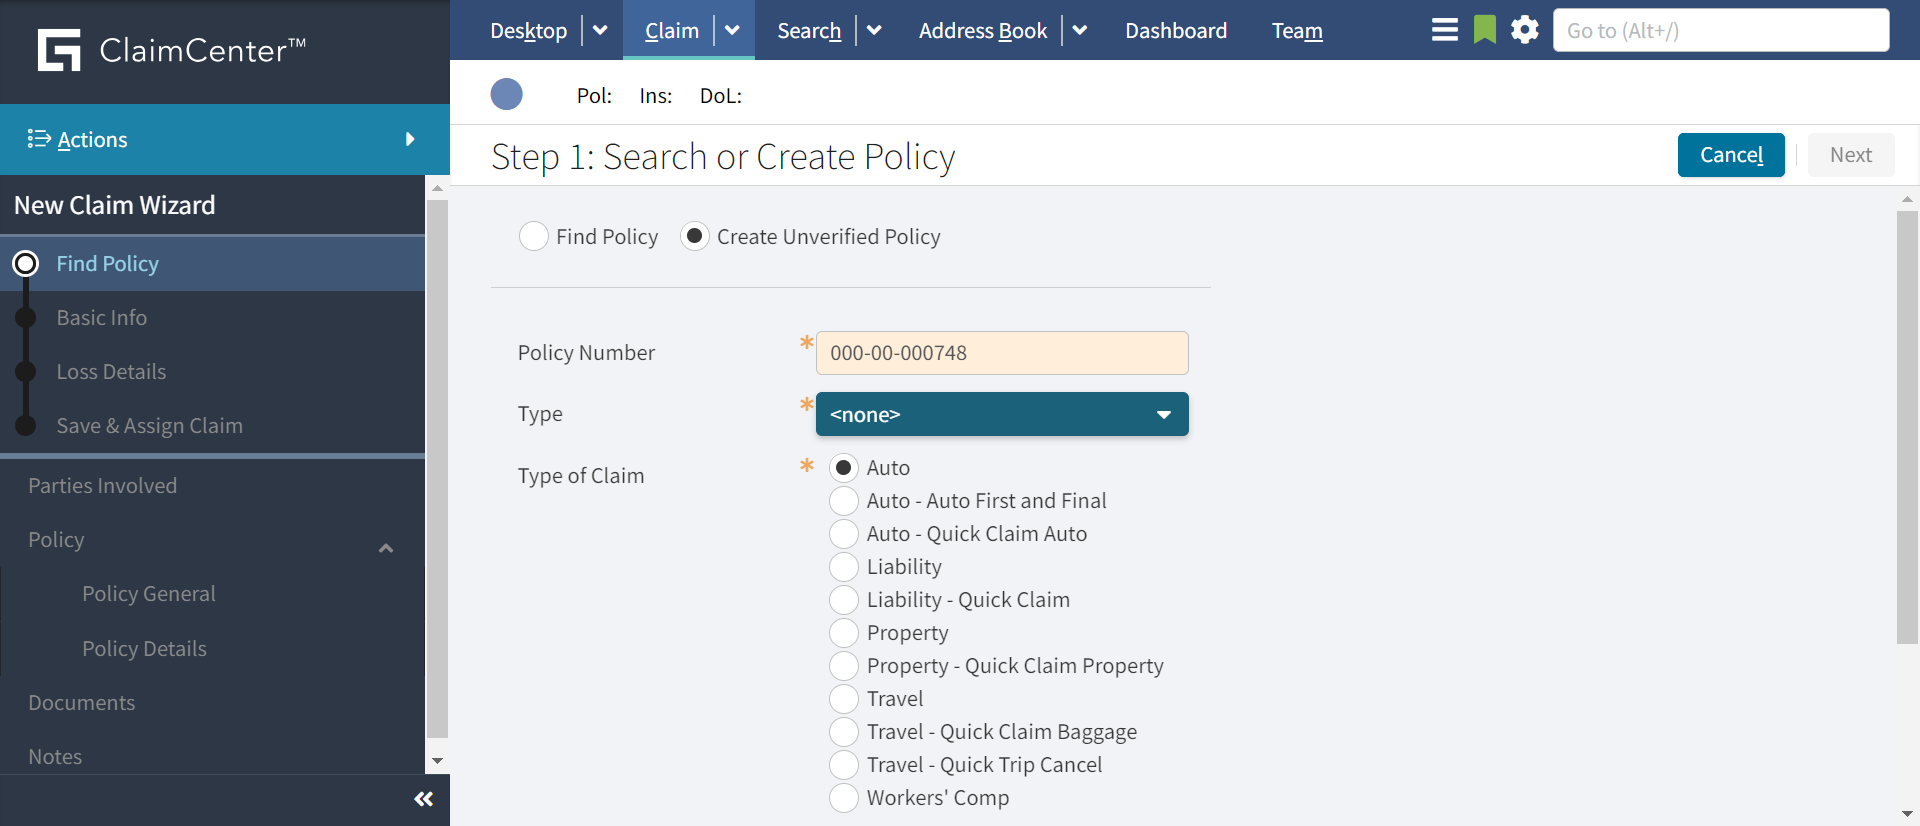 ClaimCenter™
Desktop
Claim
Search
Address Book
Dashboard
Team
Go to (Alt+/)
Pol: Ins: DoL:
Actions
Step 1: Search or Create Policy
Cancel
Next
New Claim Wizard
Find Policy
Basic Info
Loss Details
Save & Assign Claim
Parties Involved
Policy
Policy General
Policy Details
Documents
Notes
Find Policy
Create Unverified Policy
Policy Number * 000-00-000748
Type * <none>
Type of Claim * Auto
Auto - Auto First and Final
Auto - Quick Claim Auto
Liability
Liability - Quick Claim
Property
Property - Quick Claim Property
Travel
Travel - Quick Claim Baggage
Travel - Quick Trip Cancel
Workers' Comp